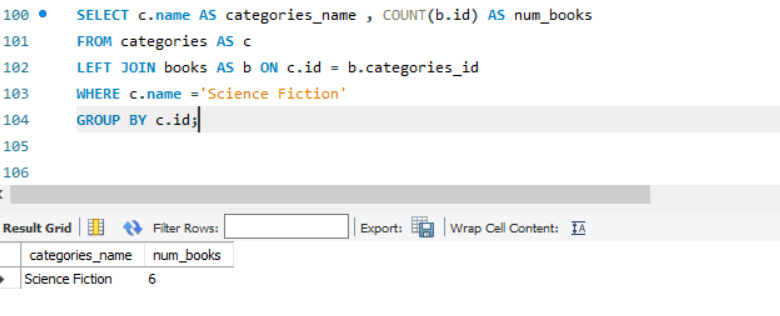 100 SELECT c.name AS categories_name , COUNT(b.id) AS num_books
101 FROM categories AS c
102 LEFT JOIN books AS b ON c.id = b.categories_id
103 WHERE c.name ='Science Fiction'
104 GROUP BY c.id;
105
106
Result Grid Filter Rows: Export: Wrap Cell Content: IA
categories_name num_books
Science Fiction 6